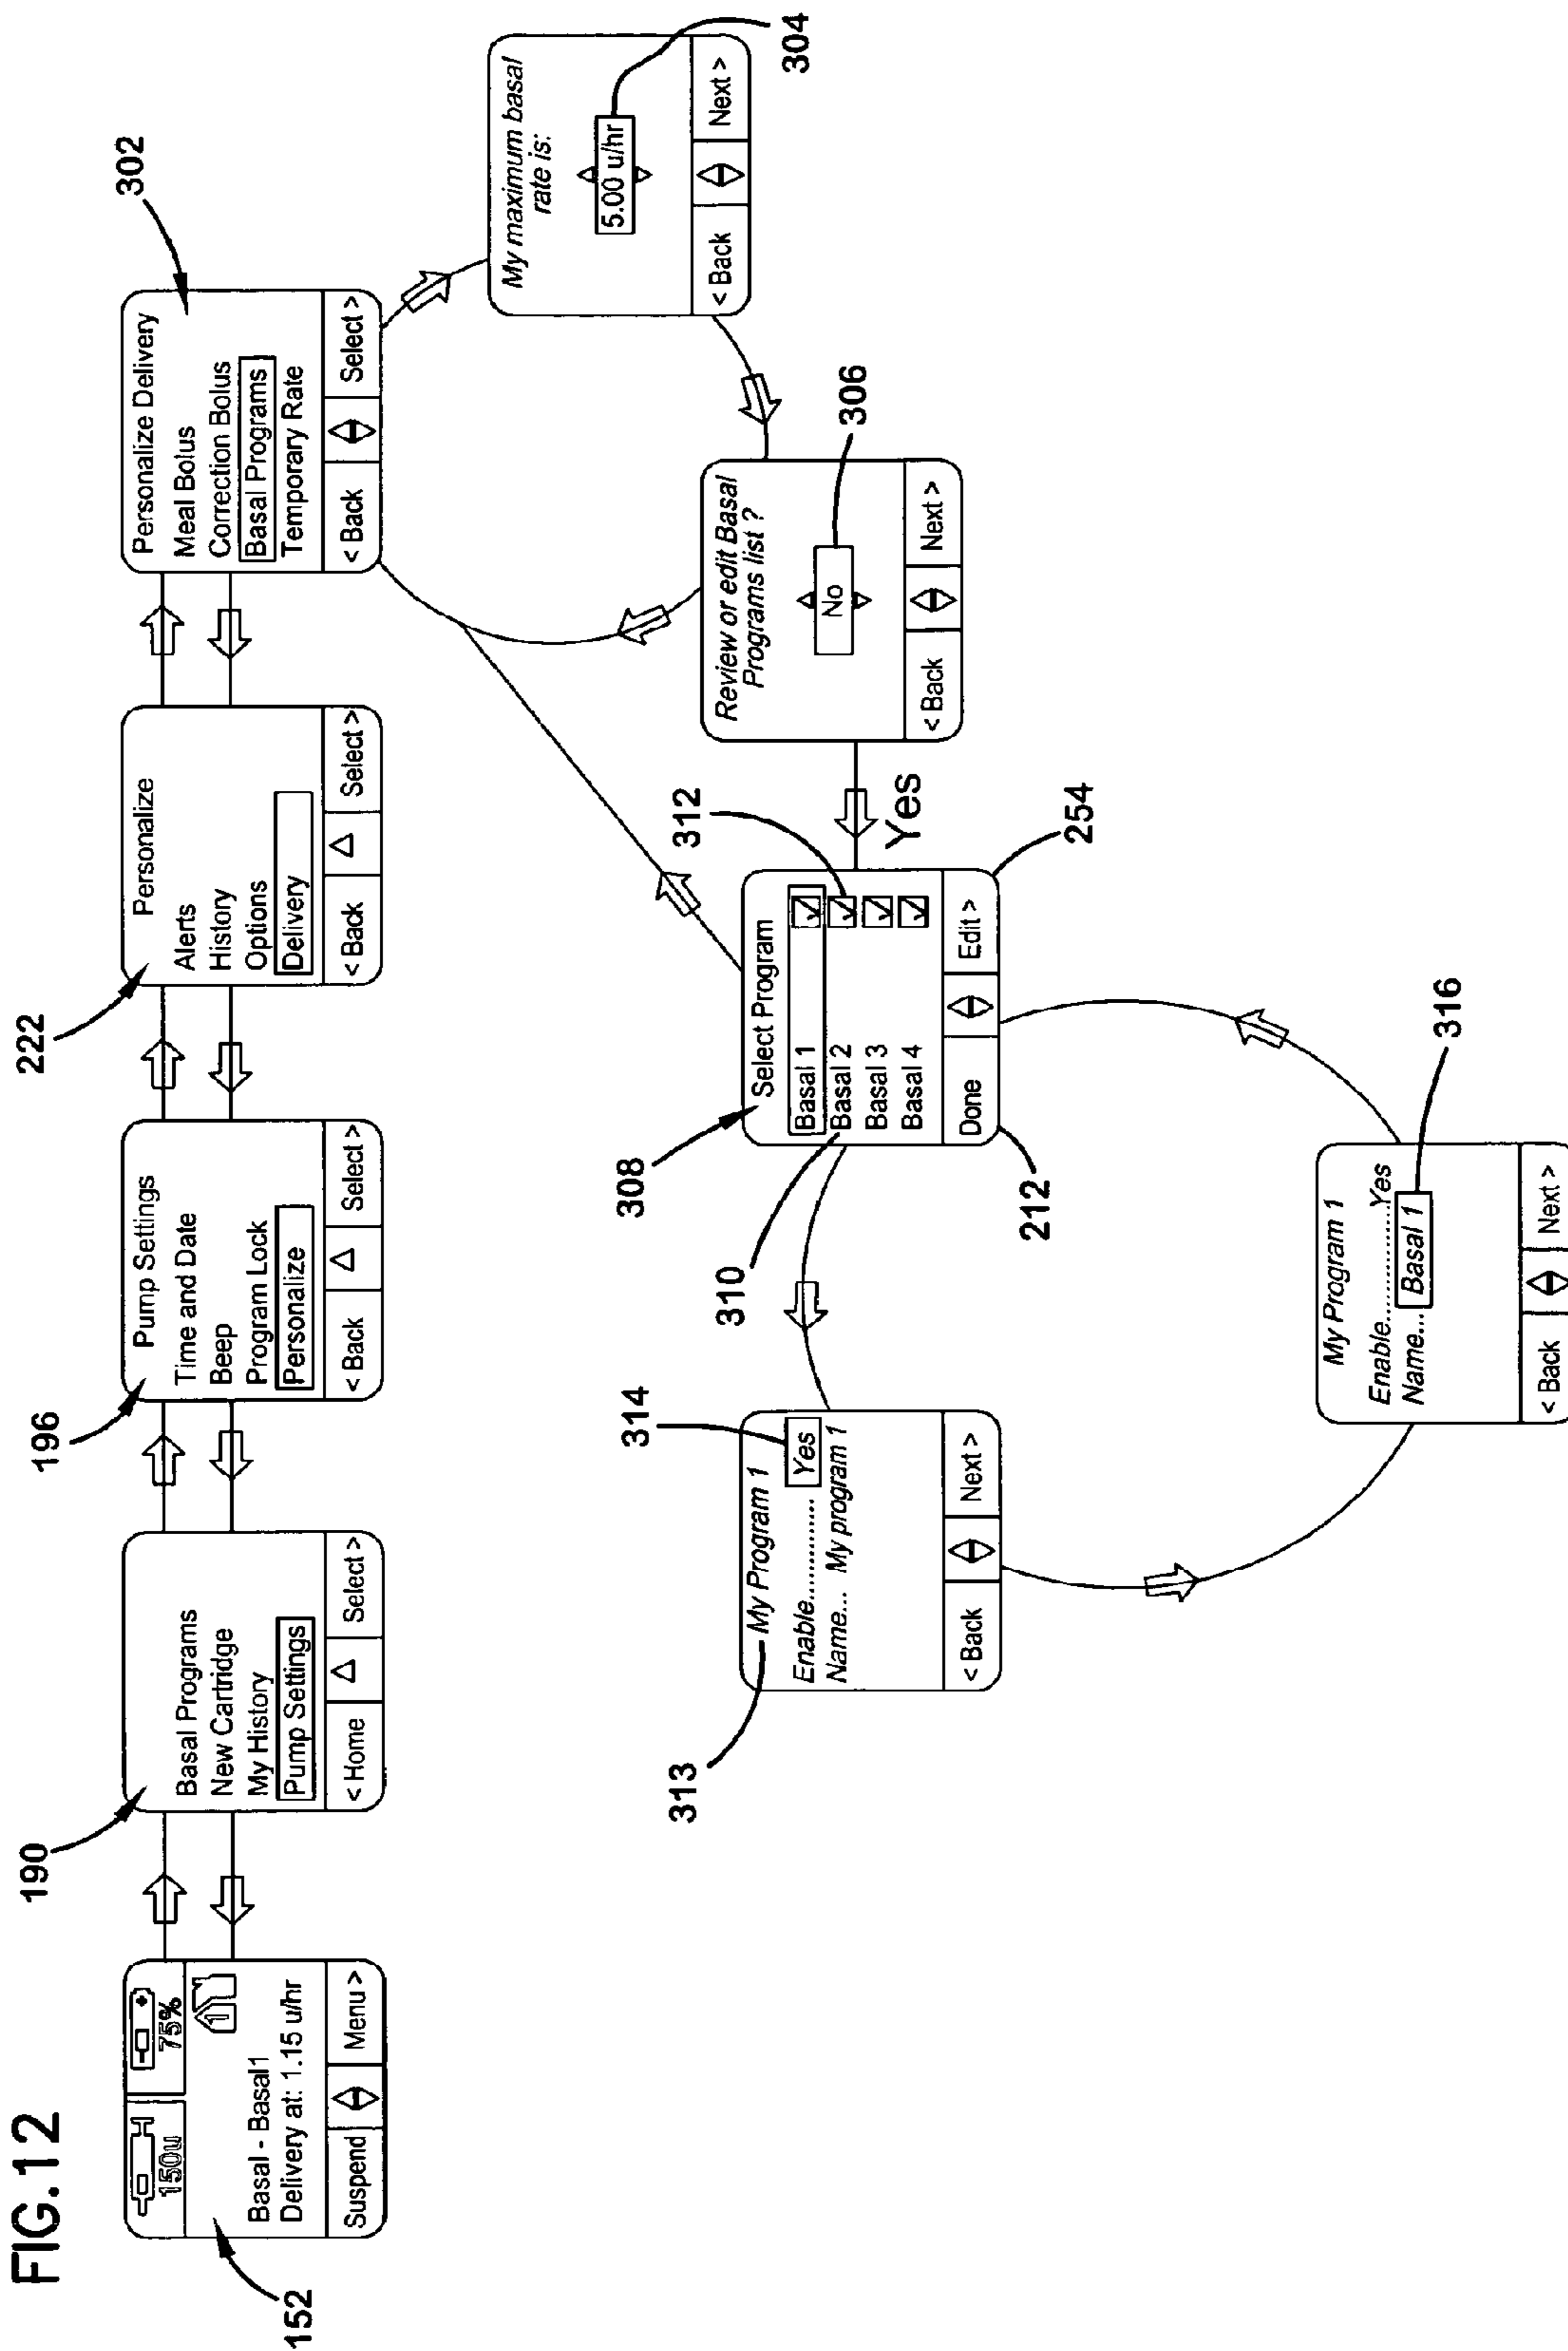 FIG.12
152
150u
75%
1
Basal - Basal1
Delivery at: 1.15 u/hr
Suspend
Menu >
190
Basal Programs
New Cartridge
My History
Pump Settings
< Home
Select >
196
Pump Settings
Time and Date
Beep
Program Lock
Personalize
< Back
Select >
222
Personalize
Alerts
History
Options
Delivery
< Back
Select >
302
Personalize Delivery
Meal Bolus
Correction Bolus
Basal Programs
Temporary Rate
< Back
Select >
My maximum basal
rate is:
5.00 u/hr
304
< Back
Next >
Review or edit Basal
Programs list ?
No
306
< Back
Next >
Yes
308
Select Program
Basal 1
Basal 2
Basal 3
Basal 4
310
312
Done
Edit >
212
254
313
My Program 1
Enable.............. Yes
Name... My program 1
314
< Back
Next >
My Program 1
Enable..............Yes
Name... Basal 1
316
< Back
Next >